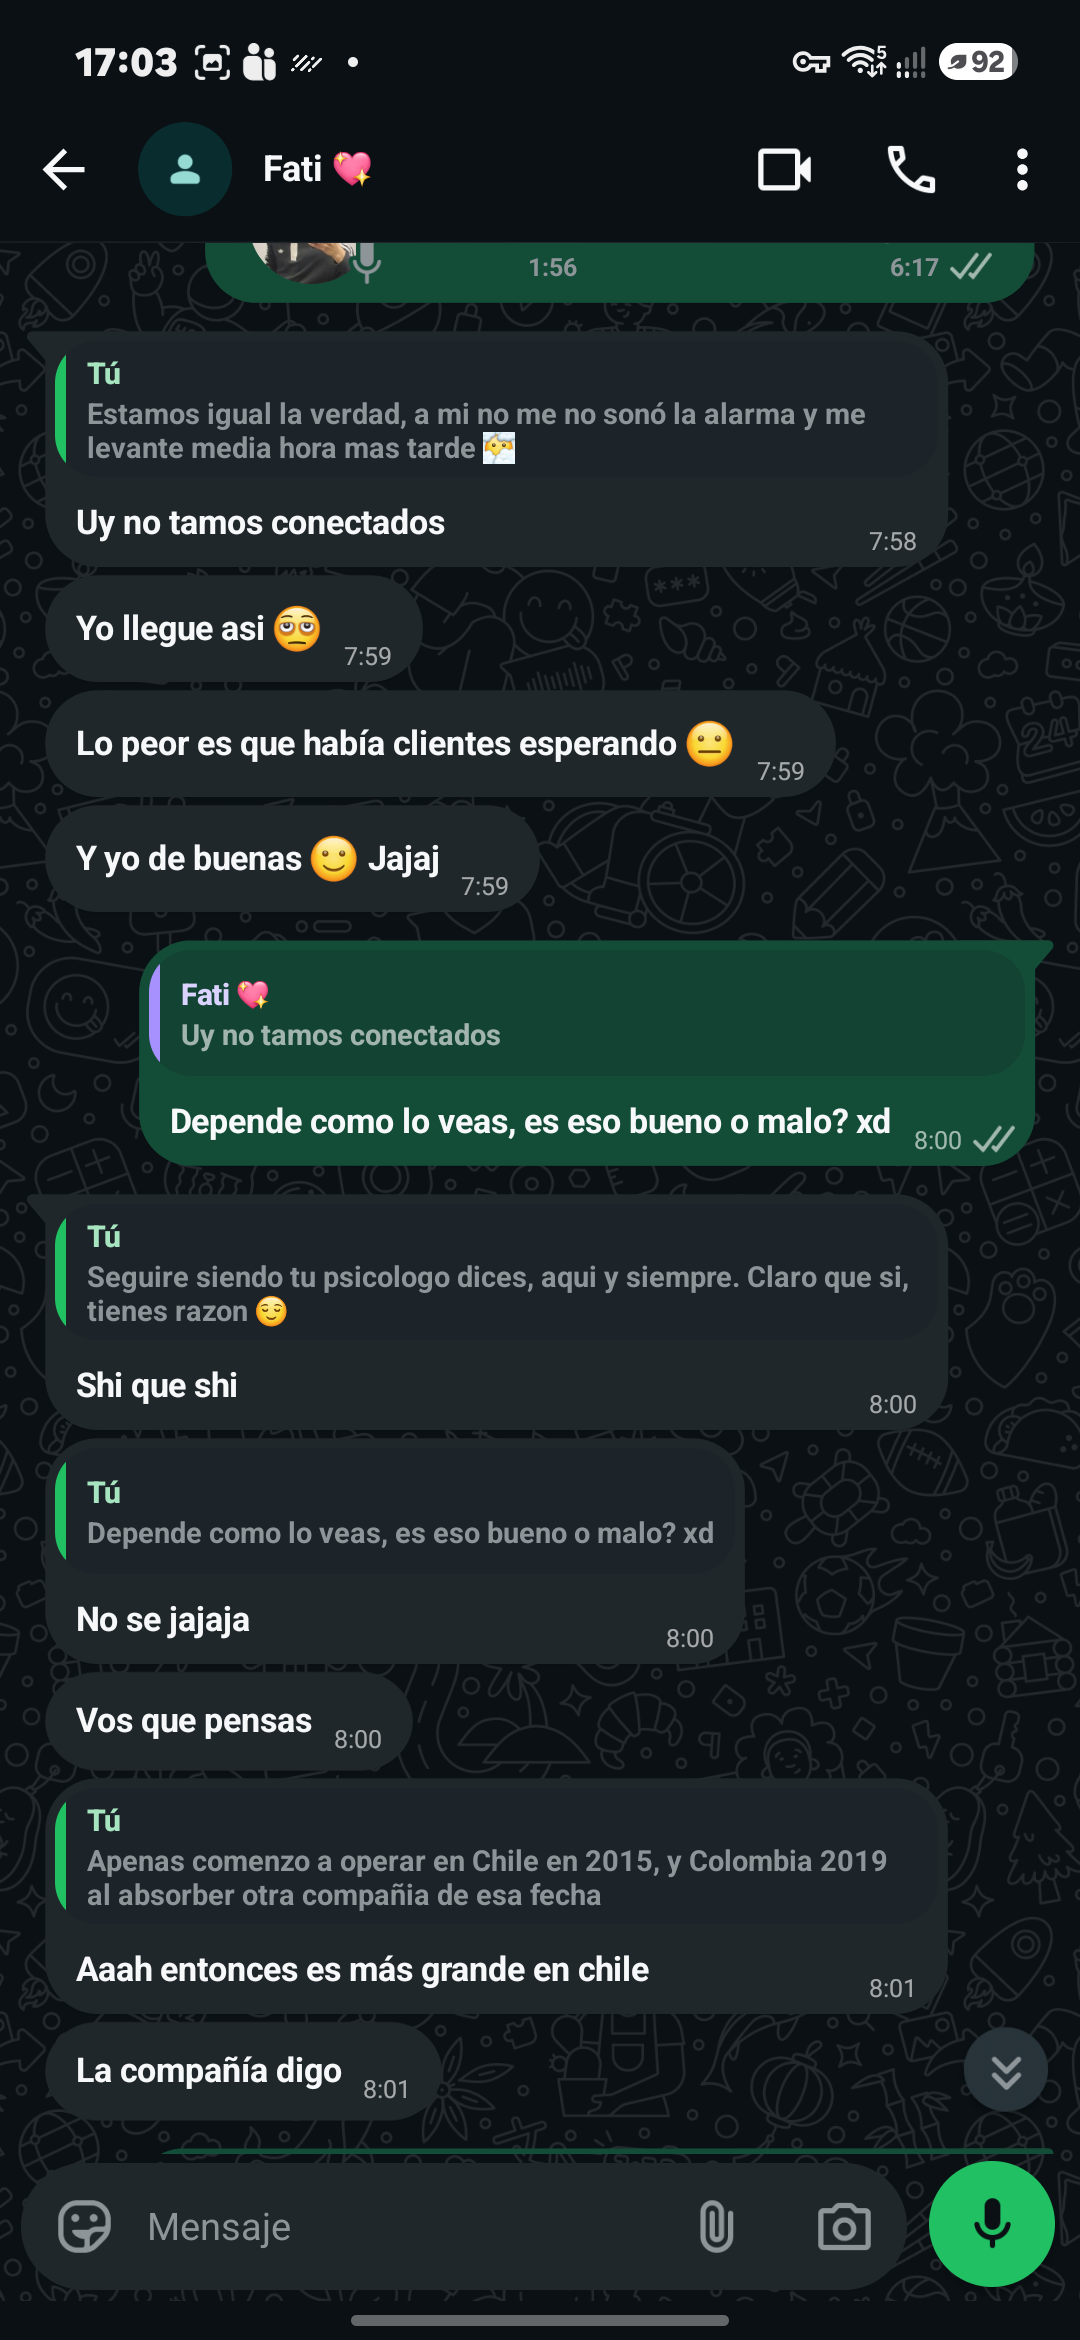 17:03
5
92
Fati 💖
1:56
6:17
Tú
Estamos igual la verdad, a mi no me no sonó la alarma y me
levante media hora mas tarde 😶‍🌫️
Uy no tamos conectados
7:58
Yo llegue asi 🙄
7:59
Lo peor es que había clientes esperando 😐
7:59
Y yo de buenas 🙂 Jajaj
7:59
Fati 💖
Uy no tamos conectados
Depende como lo veas, es eso bueno o malo? xd
8:00
Tú
Seguire siendo tu psicologo dices, aqui y siempre. Claro que si,
tienes razon 😌
Shi que shi
8:00
Tú
Depende como lo veas, es eso bueno o malo? xd
No se jajaja
8:00
Vos que pensas
8:00
Tú
Apenas comenzo a operar en Chile en 2015, y Colombia 2019
al absorber otra compañia de esa fecha
Aaah entonces es más grande en chile
8:01
La compañía digo
8:01
Mensaje